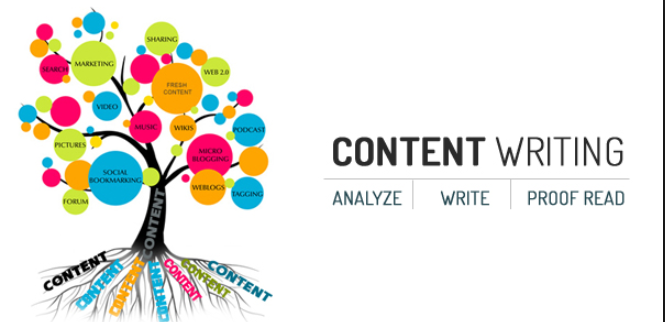 SHARING
MARKETING
SEARCH
WEB 2.0
FRESH
CONTENT
VIDEO
MUSIC
WIKIS
PODCAST
PICTURES
MICRO
BLOGGING
SOCIAL
BOOKMARKING
WEBLOGS
TAGGING
FORUM
CONTENT
CONTENT
CONTENT
CONTENT
CONTENT
CONTENT
CONTENT
CONTENT
CONTENT WRITING
ANALYZE
WRITE
PROOF READ